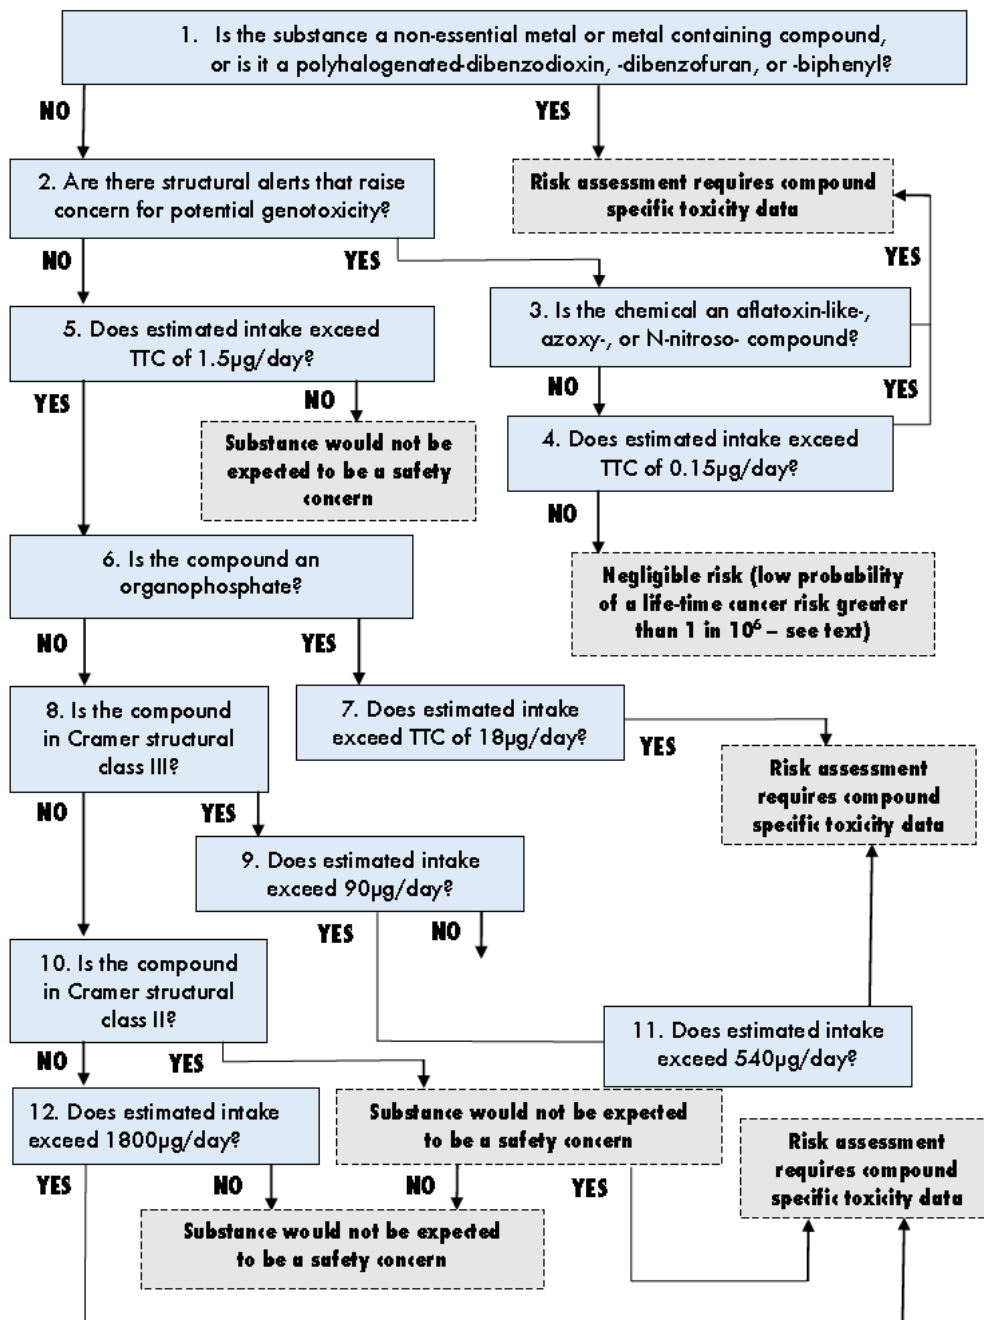 1. Is the substance a non-essential metal or metal containing compound,
or is it a polyhalogenated-dibenzodioxin, -dibenzofuran, or -biphenyl?
NO
YES
2. Are there structural alerts that raise
concern for potential genotoxicity?
Risk assessment requires compound
specific toxicity data
NO
YES
YES
3. Is the chemical an aflatoxin-like-,
azoxy-, or N-nitroso- compound?
5. Does estimated intake exceed
TTC of 1.5µg/day?
YES
NO
NO
YES
Substance would not be
expected to be a safety
concern
4. Does estimated intake exceed
TTC of 0.15µg/day?
NO
6. Is the compound an
organophosphate?
Negligible risk (low probability
of a life-time cancer risk greater
than 1 in 10⁶ – see text)
NO
YES
8. Is the compound
in Cramer structural
class III?
7. Does estimated intake
exceed TTC of 18µg/day?
YES
Risk assessment
requires compound
specific toxicity data
NO
YES
9. Does estimated intake
exceed 90µg/day?
YES
NO
10. Is the compound
in Cramer structural
class II?
11. Does estimated intake
exceed 540µg/day?
NO
YES
12. Does estimated intake
exceed 1800µg/day?
Substance would not be expected
to be a safety concern
Risk assessment
requires compound
specific toxicity data
YES
NO
NO
YES
Substance would not be expected
to be a safety concern